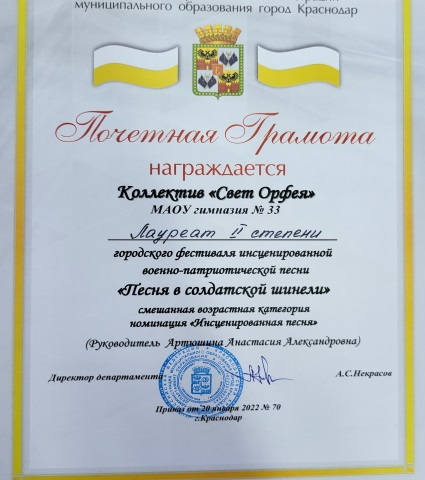 муниципального образования город Краснодар
Почетная Грамота
награждается
Коллектив «Свет Орфея»
МАОУ гимназия № 33
Лауреат II степени
городского фестиваля инсценированной
военно-патриотической песни
«Песня в солдатской шинели»
смешанная возрастная категория
номинация «Инсценированная песня»
(Руководитель Артюшина Анастасия Александровна)
Директор департамента
А.С.Некрасов
Приказ от 20 января 2022 № 70
г.Краснодар